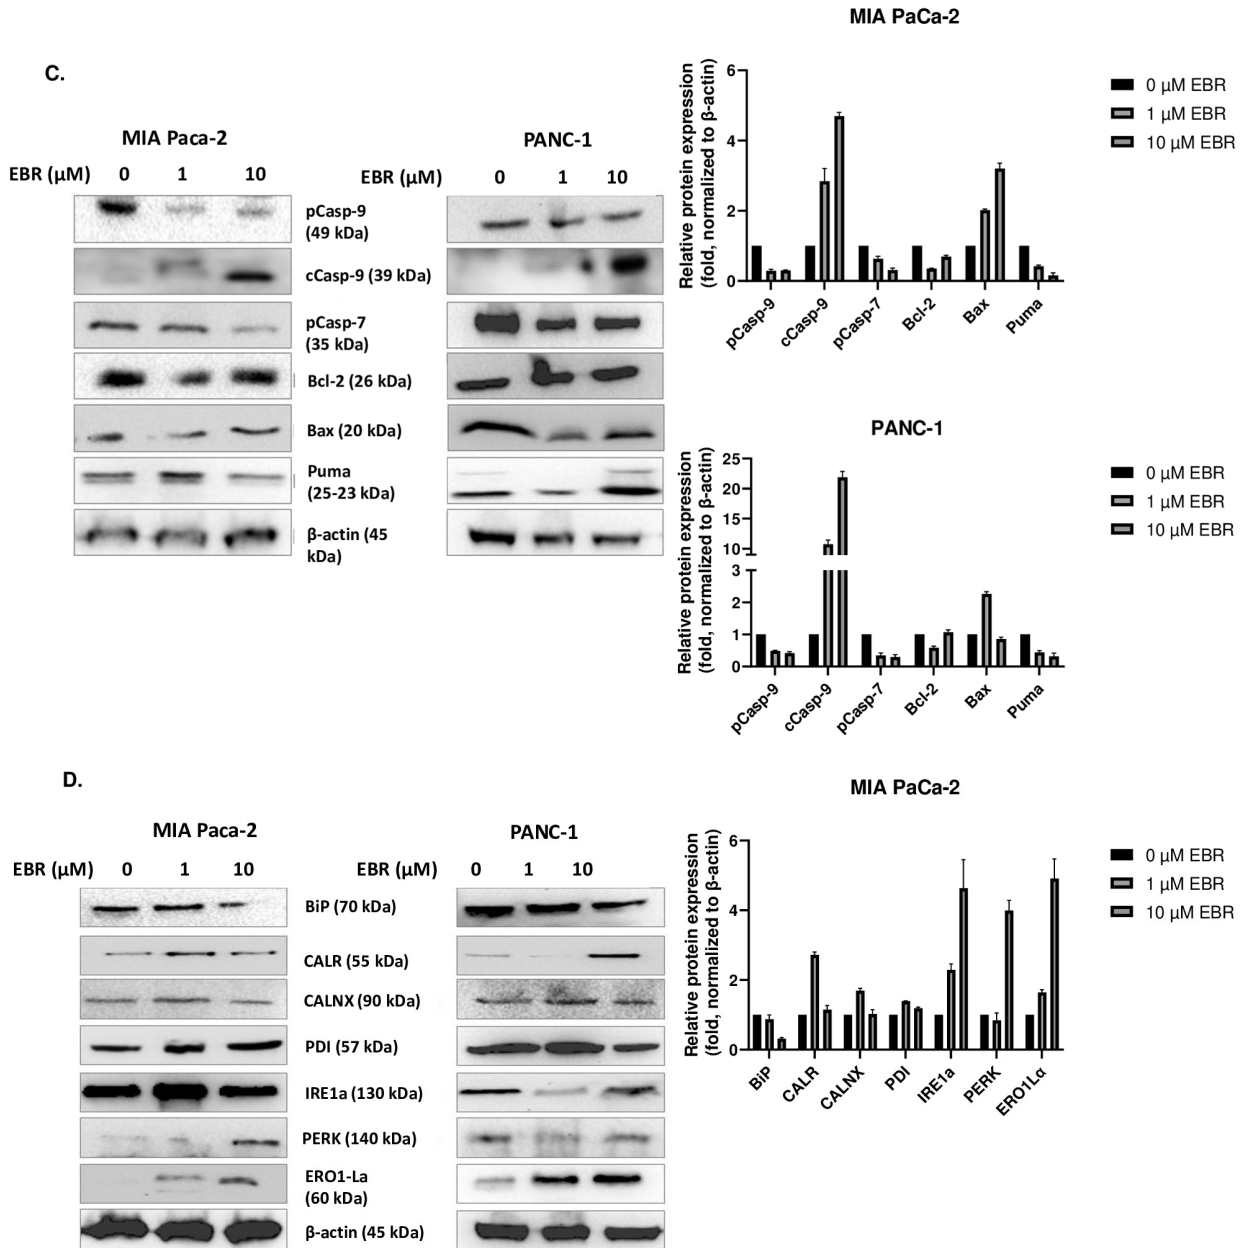 C.
MIA Paca-2
EBR (µM) 0 1 10
pCasp-9
(49 kDa)
cCasp-9 (39 kDa)
pCasp-7
(35 kDa)
Bcl-2 (26 kDa)
Bax (20 kDa)
Puma
(25-23 kDa)
β-actin (45
kDa)
PANC-1
EBR (µM) 0 1 10
MIA PaCa-2
Relative protein expression
(fold, normalized to β-actin)
6
4
2
0
pCasp-9
cCasp-9
pCasp-7
Bcl-2
Bax
Puma
0 µM EBR
1 µM EBR
10 µM EBR
PANC-1
Relative protein expression
(fold, normalized to β-actin)
25
20
15
10
3
2
1
0
pCasp-9
cCasp-9
pCasp-7
Bcl-2
Bax
Puma
0 µM EBR
1 µM EBR
10 µM EBR
D.
MIA Paca-2
EBR (µM) 0 1 10
BiP (70 kDa)
CALR (55 kDa)
CALNX (90 kDa)
PDI (57 kDa)
IRE1a (130 kDa)
PERK (140 kDa)
ERO1-La
(60 kDa)
β-actin (45 kDa)
PANC-1
EBR (µM) 0 1 10
MIA PaCa-2
Relative protein expression
(fold, normalized to β-actin)
6
4
2
0
BiP
CALR
CALNX
PDI
IRE1a
PERK
ERO1Lα
0 µM EBR
1 µM EBR
10 µM EBR